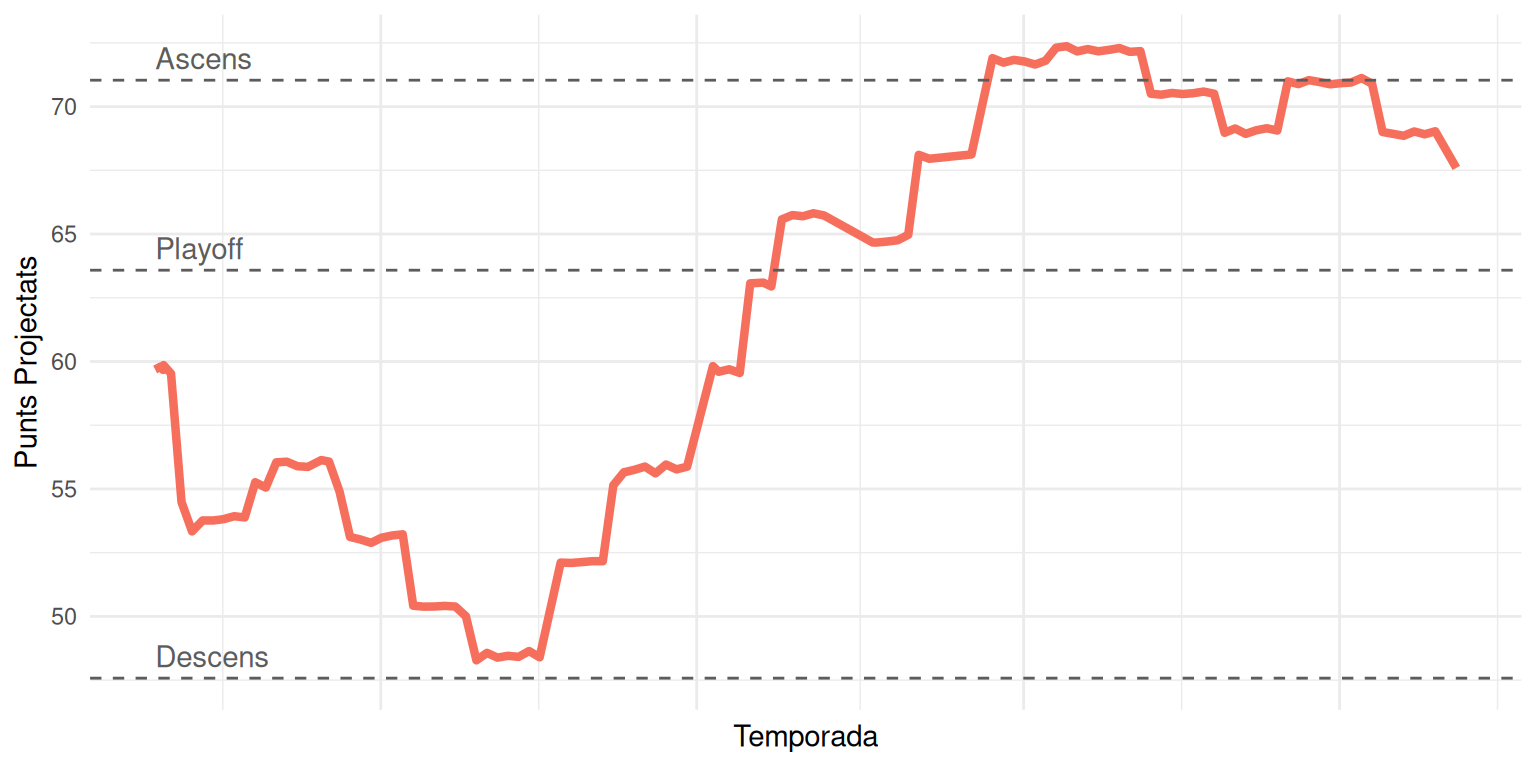 Ascens
70
65
Playoff
60
55
50
Descens
Punts Projectats
Temporada